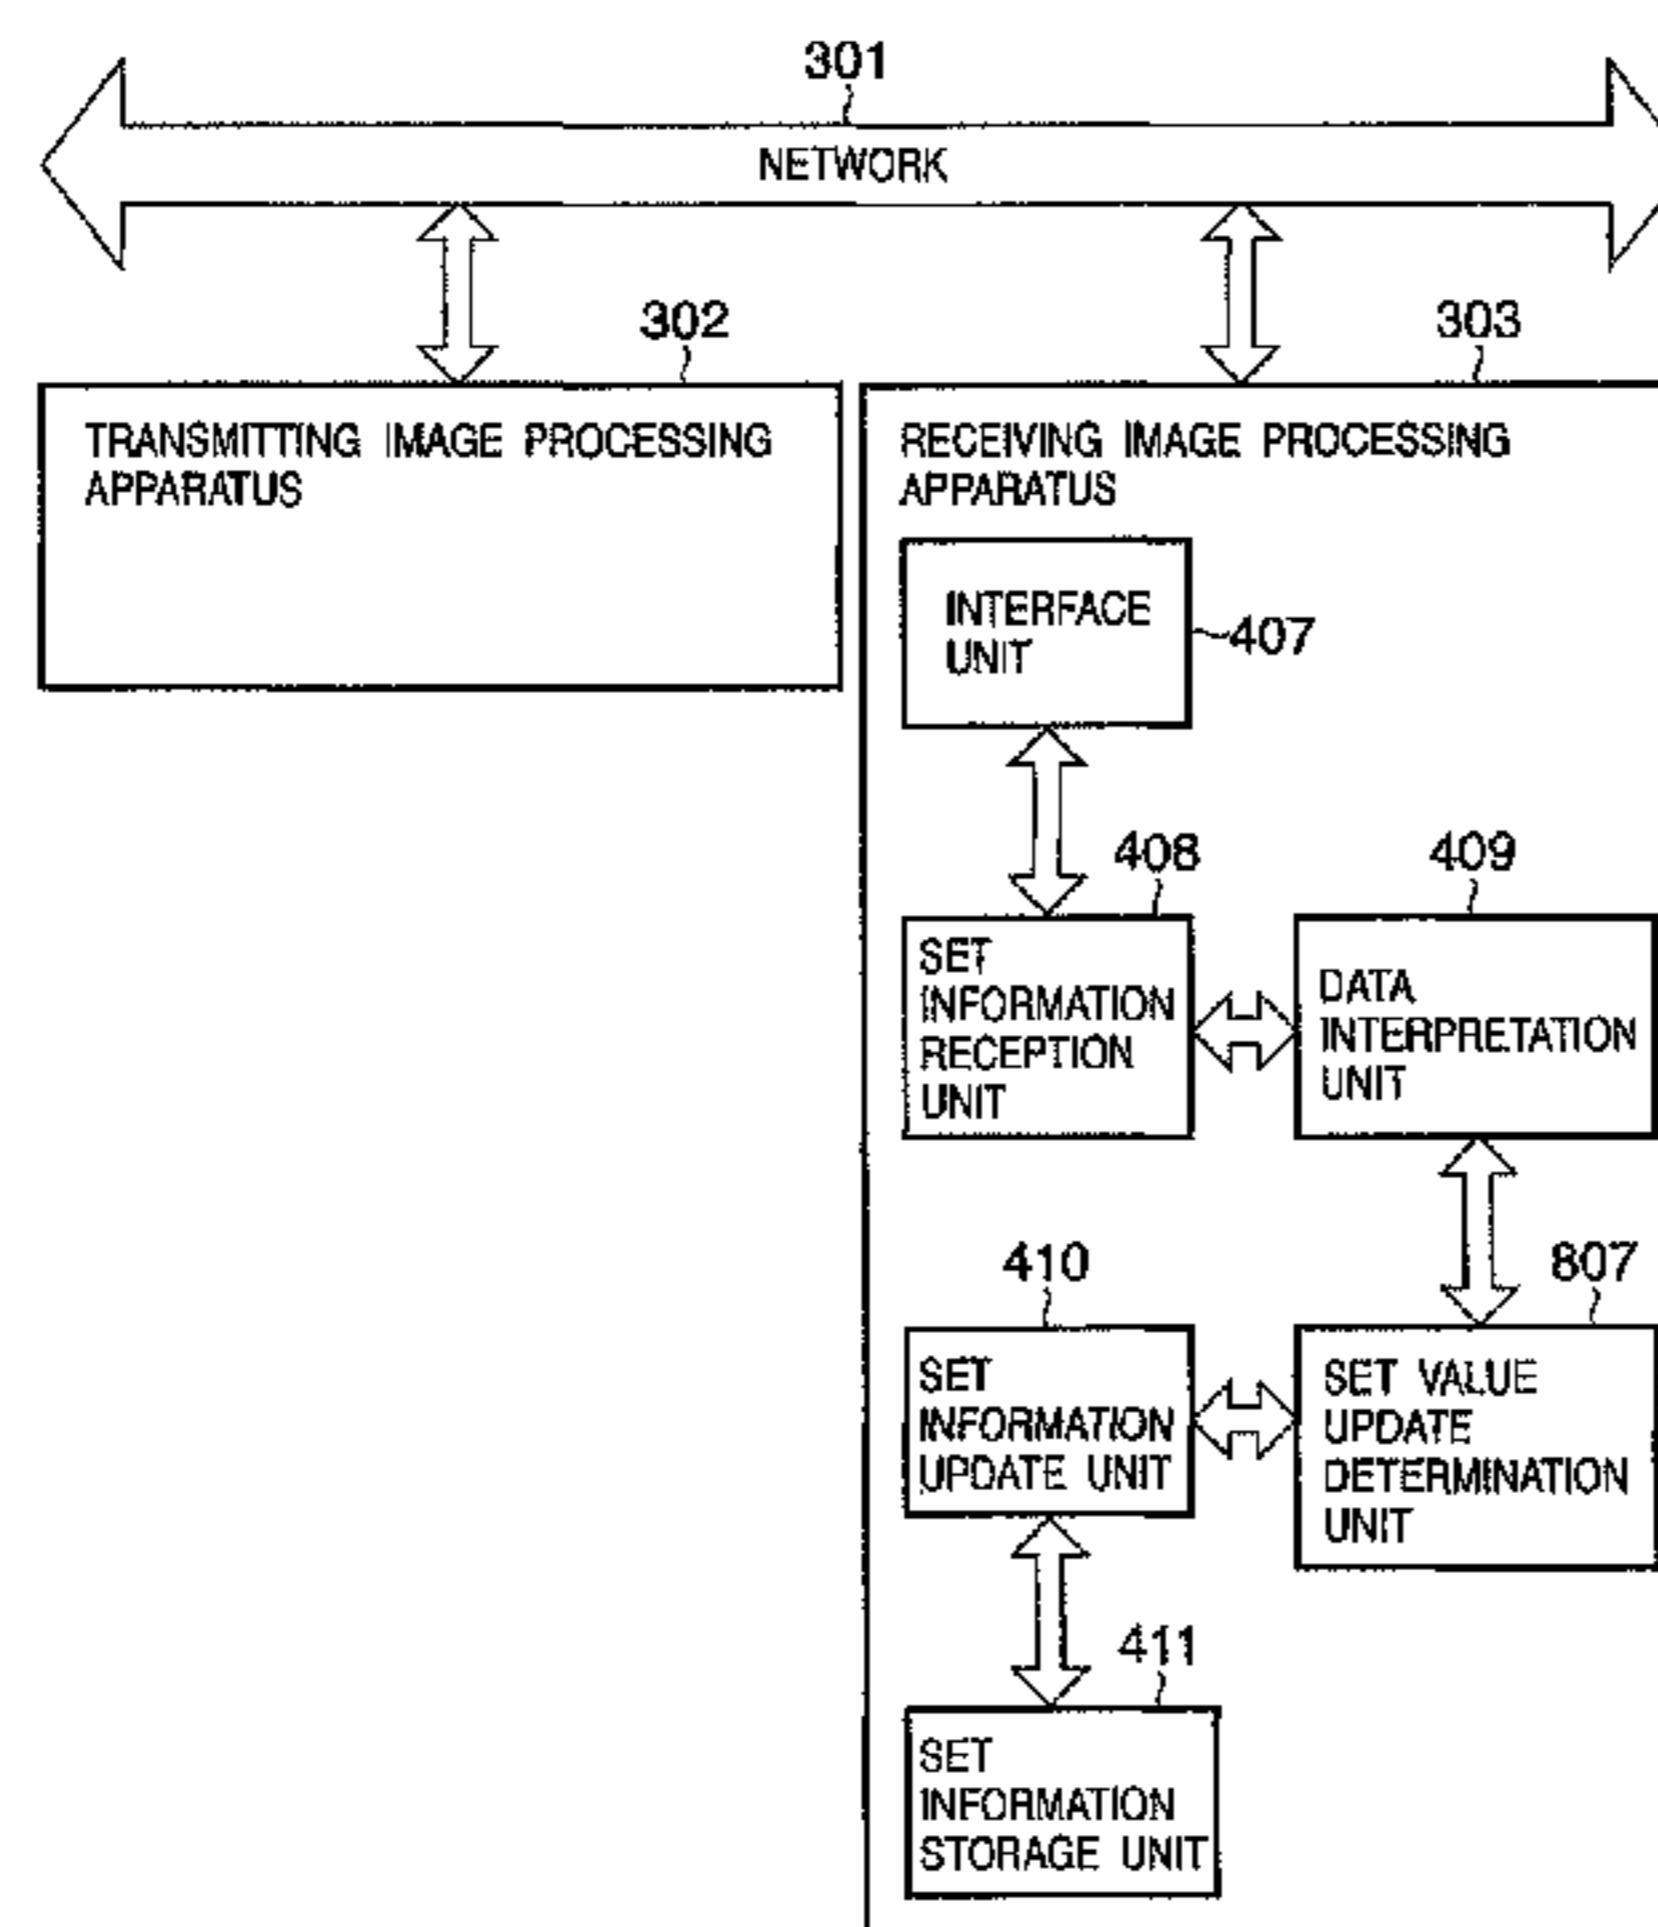 301
NETWORK
302
303
TRANSMITTING IMAGE PROCESSING
APPARATUS
RECEIVING IMAGE PROCESSING
APPARATUS
INTERFACE
UNIT
407
408
409
SET
INFORMATION
RECEPTION
UNIT
DATA
INTERPRETATION
UNIT
410
807
SET
INFORMATION
UPDATE UNIT
SET VALUE
UPDATE
DETERMINATION
UNIT
411
SET
INFORMATION
STORAGE UNIT